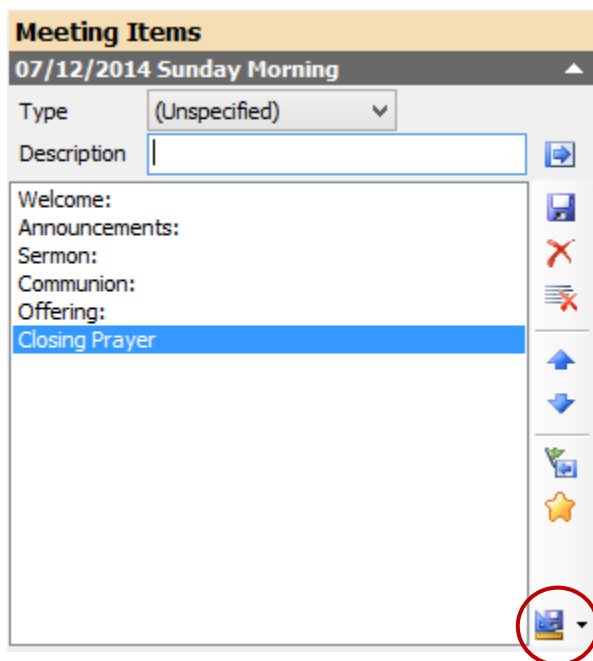 Meeting Items
07/12/2014 Sunday Morning
Type (Unspecified)
Description
Welcome:
Announcements:
Sermon:
Communion:
Offering:
Closing Prayer